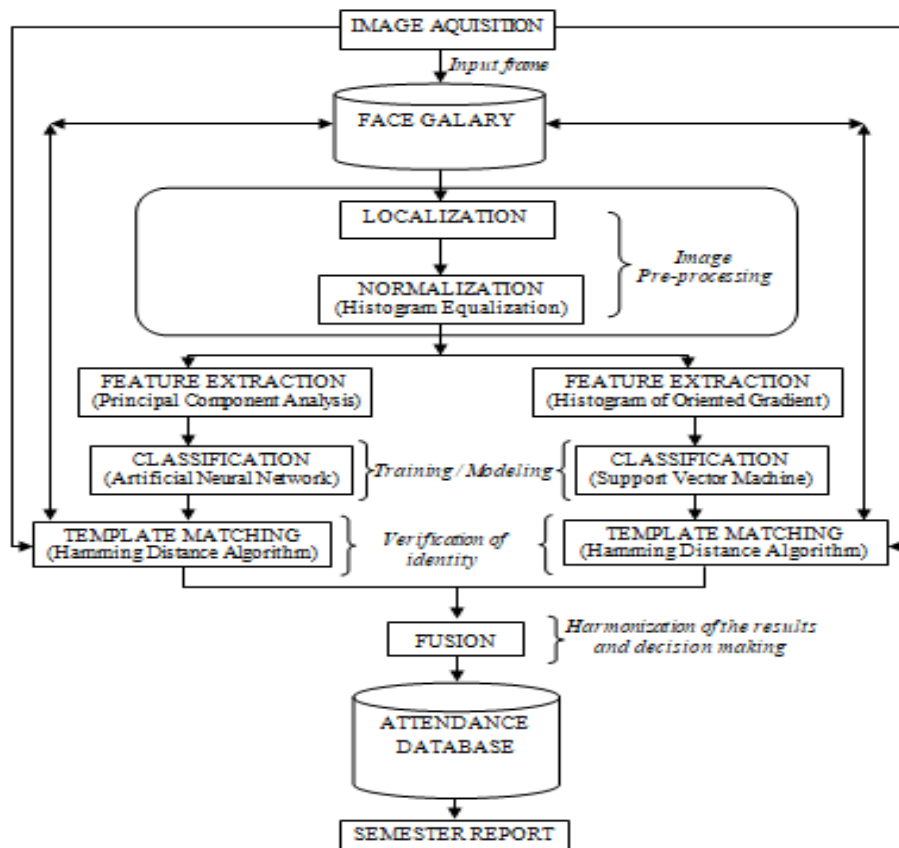 IMAGE AQUISITION
Input frame
FACE GALARY
LOCALIZATION
Image
Pre-processing
NORMALIZATION
(Histogram Equalization)
FEATURE EXTRACTION
(Principal Component Analysis)
FEATURE EXTRACTION
(Histogram of Oriented Gradient)
CLASSIFICATION
(Artificial Neural Network)
Training / Modeling
CLASSIFICATION
(Support Vector Machine)
TEMPLATE MATCHING
(Hamming Distance Algorithm)
Verification of
identity
TEMPLATE MATCHING
(Hamming Distance Algorithm)
FUSION
Harmonization of the results
and decision making
ATTENDANCE
DATABASE
SEMESTER REPORT